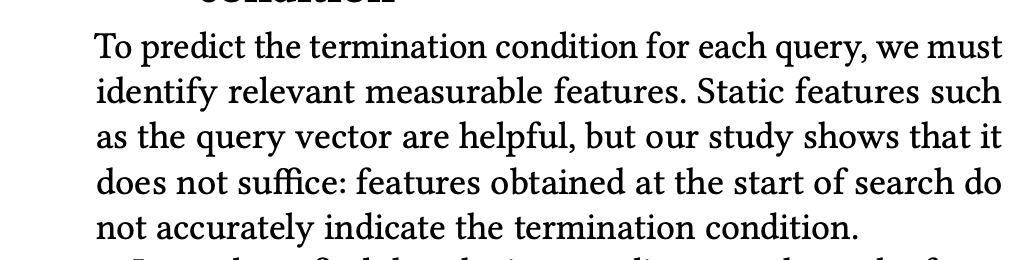 condition
To predict the termination condition for each query, we must
identify relevant measurable features. Static features such
as the query vector are helpful, but our study shows that it
does not suffice: features obtained at the start of search do
not accurately indicate the termination condition.